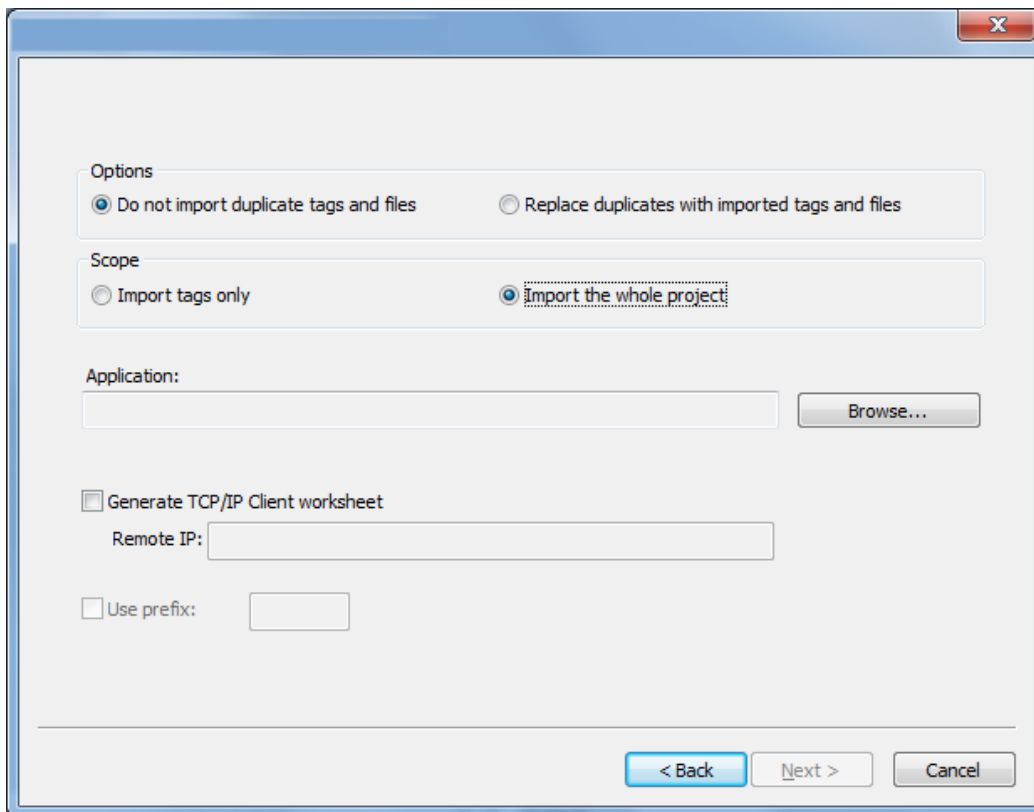 Options
Do not import duplicate tags and files
Replace duplicates with imported tags and files
Scope
Import tags only
Import the whole project
Application:
Browse...
Generate TCP/IP Client worksheet
Remote IP:
Use prefix:
< Back
Next >
Cancel